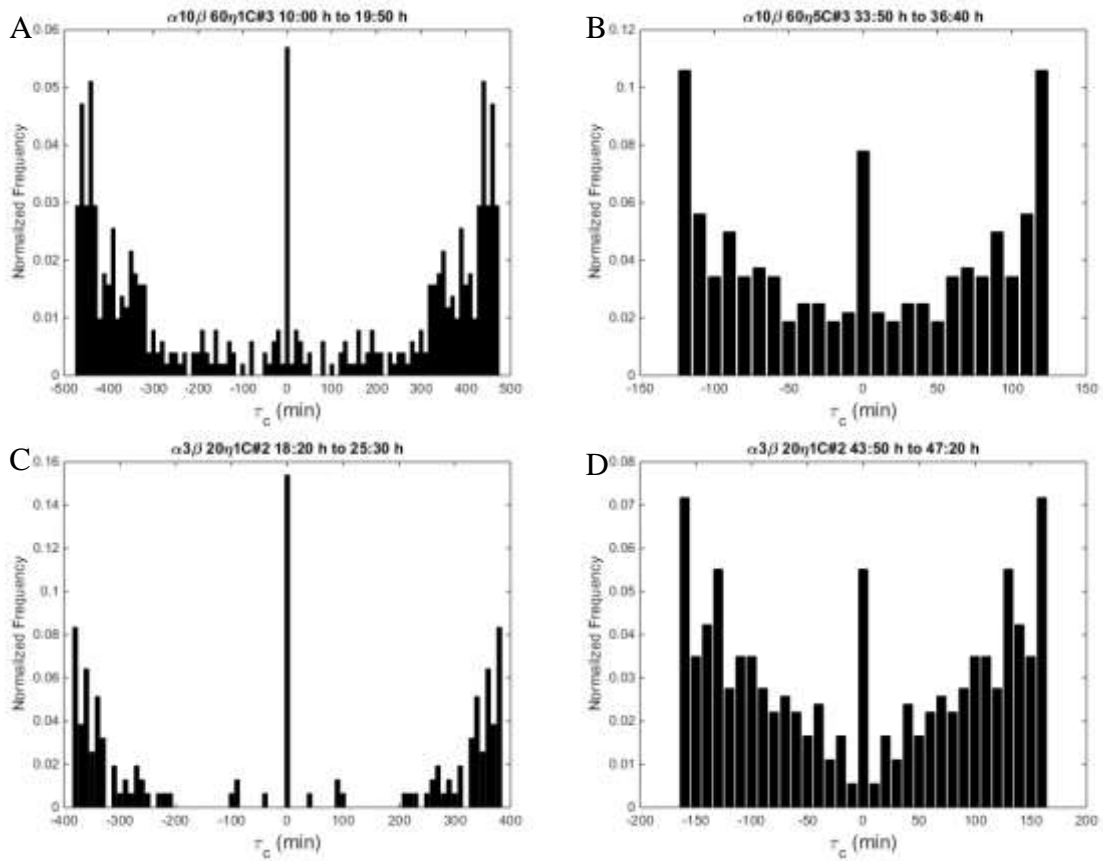 A
α10β 60η1C#3 10:00 h to 19:50 h
Normalized Frequency
0.06
0.05
0.04
0.03
0.02
0.01
0
-500 -400 -300 -200 -100 0 100 200 300 400 500
τc (min)
B
α10β 60η5C#3 33:50 h to 36:40 h
Normalized Frequency
0.12
0.1
0.08
0.06
0.04
0.02
0
-150 -100 -50 0 50 100 150
τc (min)
C
α3β 20η1C#2 18:20 h to 25:30 h
Normalized Frequency
0.16
0.14
0.12
0.1
0.08
0.06
0.04
0.02
0
-400 -300 -200 -100 0 100 200 300 400
τc (min)
D
α3β 20η1C#2 43:50 h to 47:20 h
Normalized Frequency
0.08
0.07
0.06
0.05
0.04
0.03
0.02
0.01
0
-200 -150 -100 -50 0 50 100 150 200
τc (min)